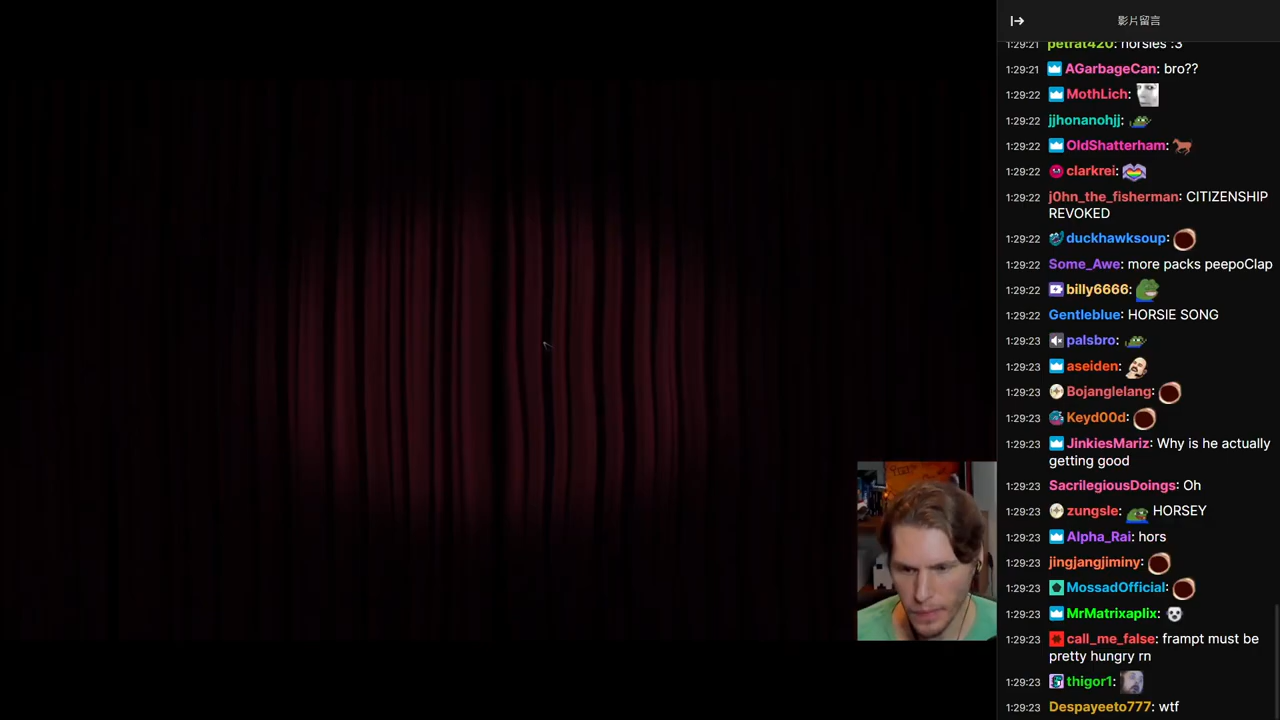 影片留言
1:29:21 petrat420: horsies :3
1:29:21 AGarbageCan: bro??
1:29:22 MothLich:
1:29:22 jjhonanohjj:
1:29:22 OldShatterham:
1:29:22 clarkrei:
1:29:22 j0hn_the_fisherman: CITIZENSHIP
REVOKED
1:29:22 duckhawksoup:
1:29:22 Some_Awe: more packs peepoClap
1:29:22 billy6666:
1:29:22 Gentleblue: HORSIE SONG
1:29:23 palsbro:
1:29:23 aseiden:
1:29:23 Bojanglelang:
1:29:23 Keyd00d:
1:29:23 JinkiesMariz: Why is he actually
getting good
1:29:23 SacrilegiousDoings: Oh
1:29:23 zungsle: HORSEY
1:29:23 Alpha_Rai: hors
1:29:23 jingjangjiminy:
1:29:23 MossadOfficial:
1:29:23 MrMatrixaplix:
1:29:23 call_me_false: frampt must be
pretty hungry rn
1:29:23 thigor1:
1:29:23 Despayeeto777: wtf